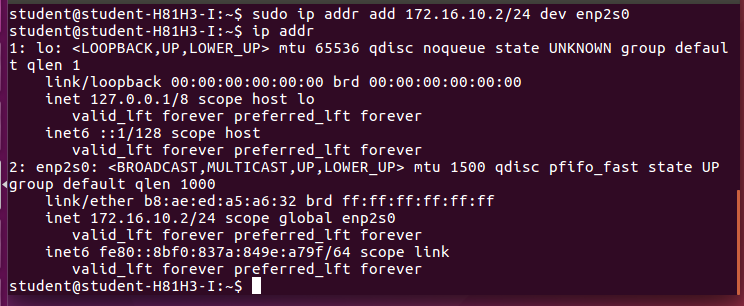 student@student-H81H3-I:~$ sudo ip addr add 172.16.10.2/24 dev enp2s0
student@student-H81H3-I:~$ ip addr
1: lo: <LOOPBACK,UP,LOWER_UP> mtu 65536 qdisc noqueue state UNKNOWN group defaul
t qlen 1
    link/loopback 00:00:00:00:00:00 brd 00:00:00:00:00:00
    inet 127.0.0.1/8 scope host lo
       valid_lft forever preferred_lft forever
    inet6 ::1/128 scope host
       valid_lft forever preferred_lft forever
2: enp2s0: <BROADCAST,MULTICAST,UP,LOWER_UP> mtu 1500 qdisc pfifo_fast state UP
group default qlen 1000
    link/ether b8:ae:ed:a5:a6:32 brd ff:ff:ff:ff:ff:ff
    inet 172.16.10.2/24 scope global enp2s0
       valid_lft forever preferred_lft forever
    inet6 fe80::8bf0:837a:849e:a79f/64 scope link
       valid_lft forever preferred_lft forever
student@student-H81H3-I:~$